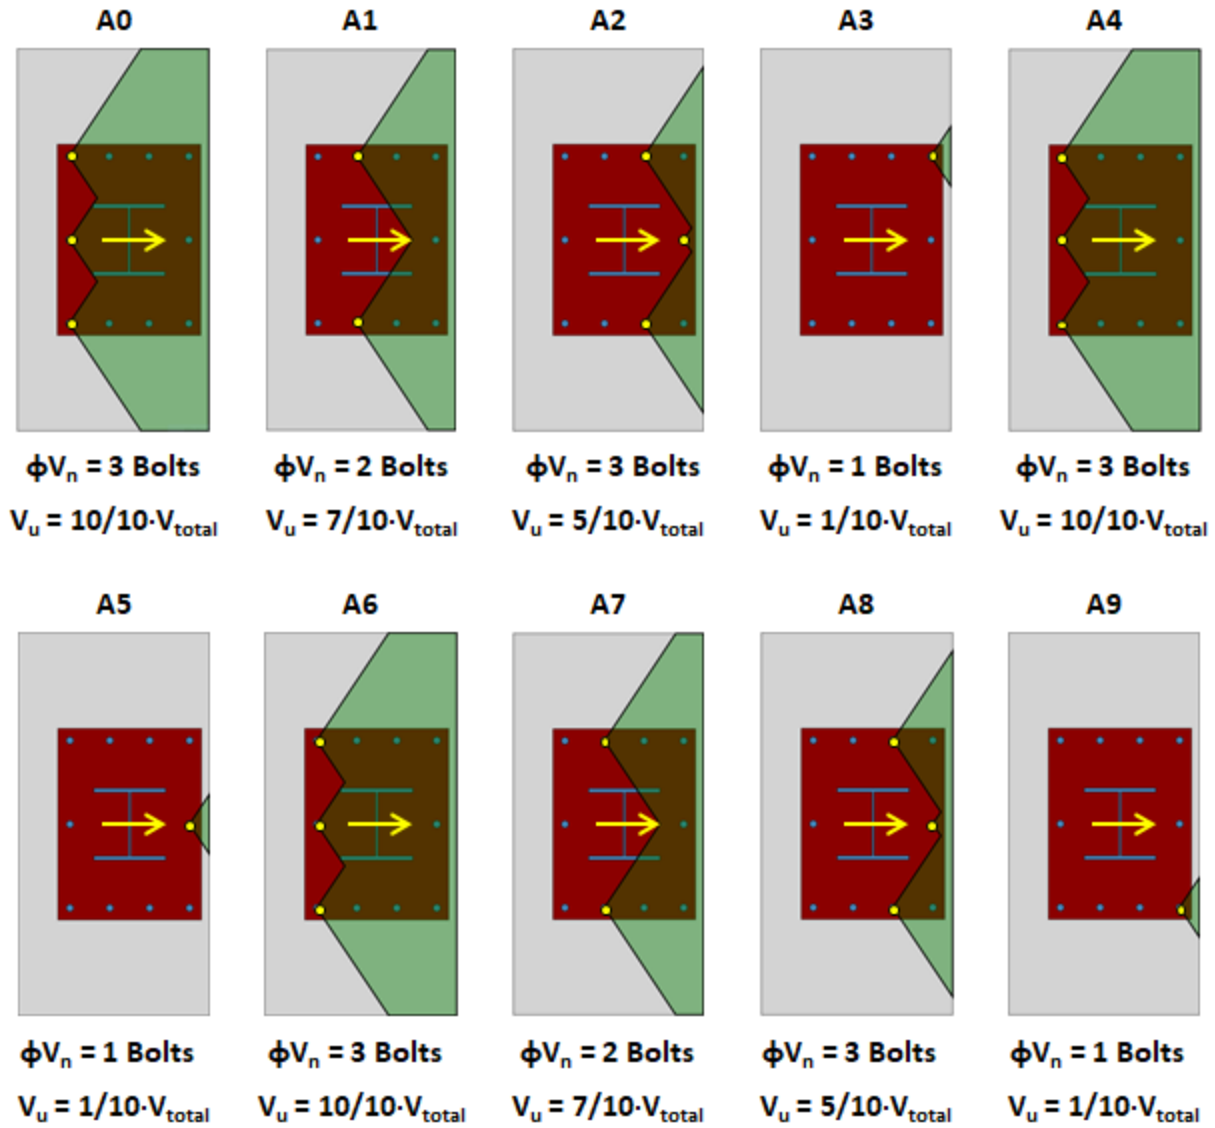 A0 A1 A2 A3 A4
ϕVn = 3 Bolts ϕVn = 2 Bolts ϕVn = 3 Bolts ϕVn = 1 Bolts ϕVn = 3 Bolts
Vu = 10/10·Vtotal Vu = 7/10·Vtotal Vu = 5/10·Vtotal Vu = 1/10·Vtotal Vu = 10/10·Vtotal
A5 A6 A7 A8 A9
ϕVn = 1 Bolts ϕVn = 3 Bolts ϕVn = 2 Bolts ϕVn = 3 Bolts ϕVn = 1 Bolts
Vu = 1/10·Vtotal Vu = 10/10·Vtotal Vu = 7/10·Vtotal Vu = 5/10·Vtotal Vu = 1/10·Vtotal